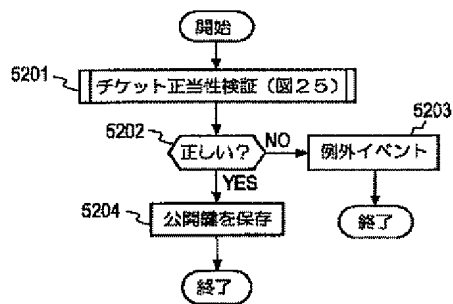 開始
5201
チケット正当性検証（図２５）
5202
正しい？
NO
5203
例外イベント
YES
終了
5204
公開鍵を保存
終了